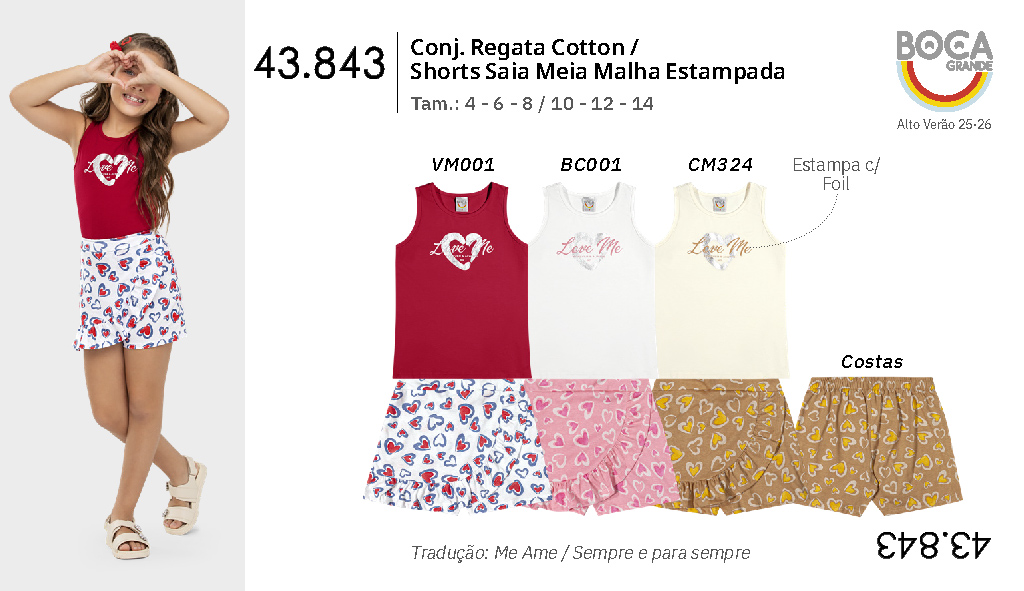 43.843
Conj. Regata Cotton /
Shorts Saia Meia Malha Estampada
Tam.: 4 - 6 - 8 / 10 - 12 - 14
BOCA
GRANDE
Alto Verão 25-26
VM001
BC001
CM324
Estampa c/
Foil
Love Me
Love Me
Love Me
Love Me
Costas
Tradução: Me Ame / Sempre e para sempre
43.843